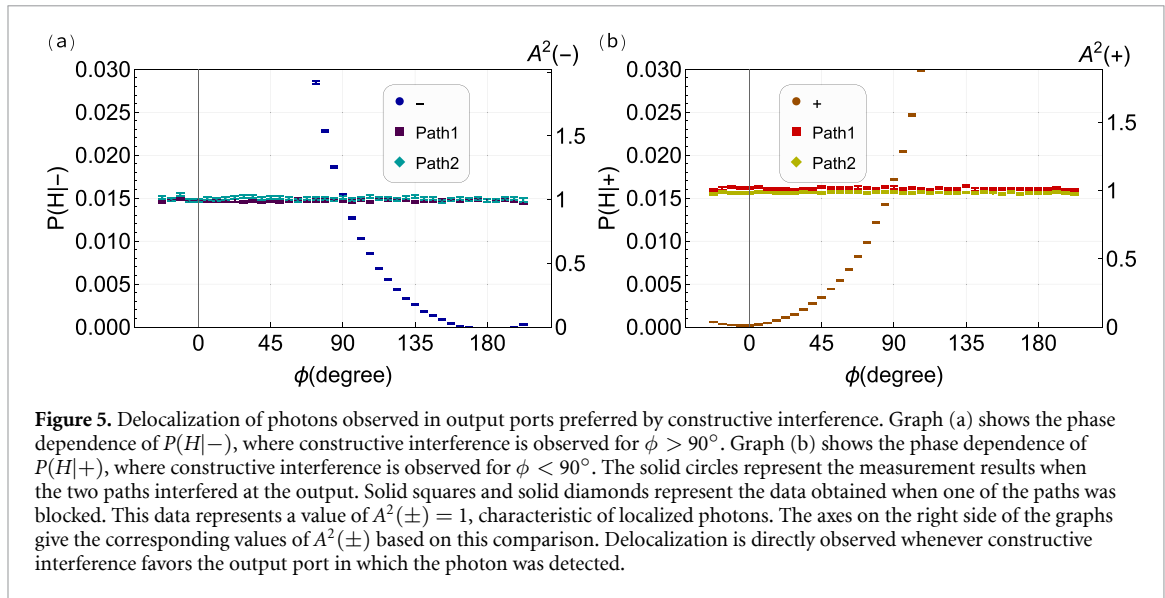 (a)
A²(−)
0.030
0.025
0.020
0.015
0.010
0.005
0.000
P(H|−)
−
Path1
Path2
1.5
1
0.5
0
0 45 90 135 180
ϕ(degree)
(b)
A²(+)
0.030
0.025
0.020
0.015
0.010
0.005
0.000
P(H|+)
+
Path1
Path2
1.5
1
0.5
0
0 45 90 135 180
ϕ(degree)
Figure 5. Delocalization of photons observed in output ports preferred by constructive interference. Graph (a) shows the phase
dependence of P(H|−), where constructive interference is observed for ϕ > 90°. Graph (b) shows the phase dependence of
P(H|+), where constructive interference is observed for ϕ < 90°. The solid circles represent the measurement results when
the two paths interfered at the output. Solid squares and solid diamonds represent the data obtained when one of the paths was
blocked. This data represents a value of A²(±) = 1, characteristic of localized photons. The axes on the right side of the graphs
give the corresponding values of A²(±) based on this comparison. Delocalization is directly observed whenever constructive
interference favors the output port in which the photon was detected.